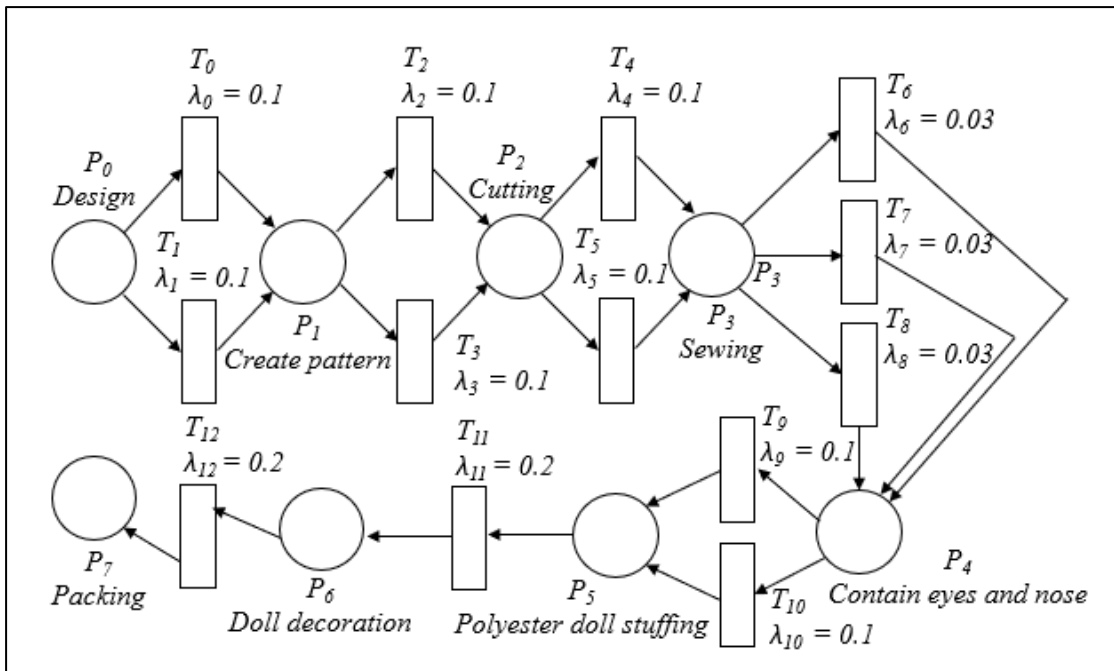 T₀
λ₀ = 0.1
T₂
λ₂ = 0.1
T₄
λ₄ = 0.1
T₆
λ₆ = 0.03
P₀
Design
P₂
Cutting
T₁
λ₁ = 0.1
T₅
λ₅ = 0.1
T₇
λ₇ = 0.03
P₃
P₁
Create pattern
T₃
λ₃ = 0.1
P₃
Sewing
T₈
λ₈ = 0.03
T₁₂
λ₁₂ = 0.2
T₁₁
λ₁₁ = 0.2
T₉
λ₉ = 0.1
P₇
Packing
P₆
Doll decoration
P₅
Polyester doll stuffing
T₁₀
λ₁₀ = 0.1
P₄
Contain eyes and nose